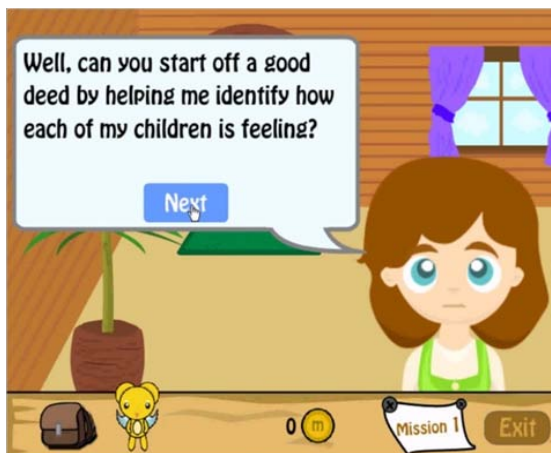 Well, can you start off a good
deed by helping me identify how
each of my children is feeling?
Next
0 m
Mission 1
Exit